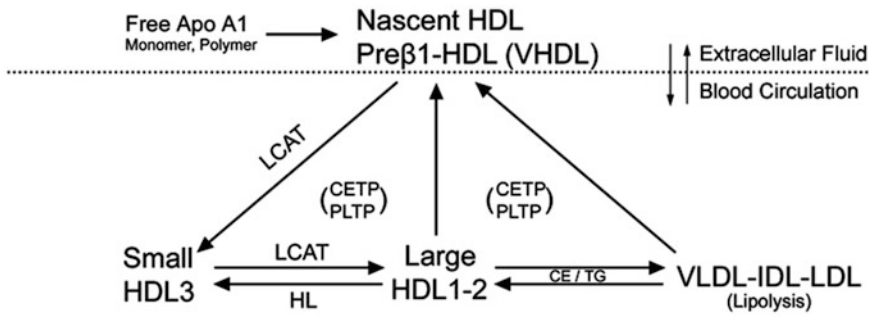 Free Apo A1
Monomer, Polymer
Nascent HDL
Preβ1-HDL (VHDL)
Extracellular Fluid
Blood Circulation
LCAT
(CETP
PLTP)
(CETP
PLTP)
Small
HDL3
LCAT
HL
Large
HDL1-2
CE / TG
VLDL-IDL-LDL
(Lipolysis)